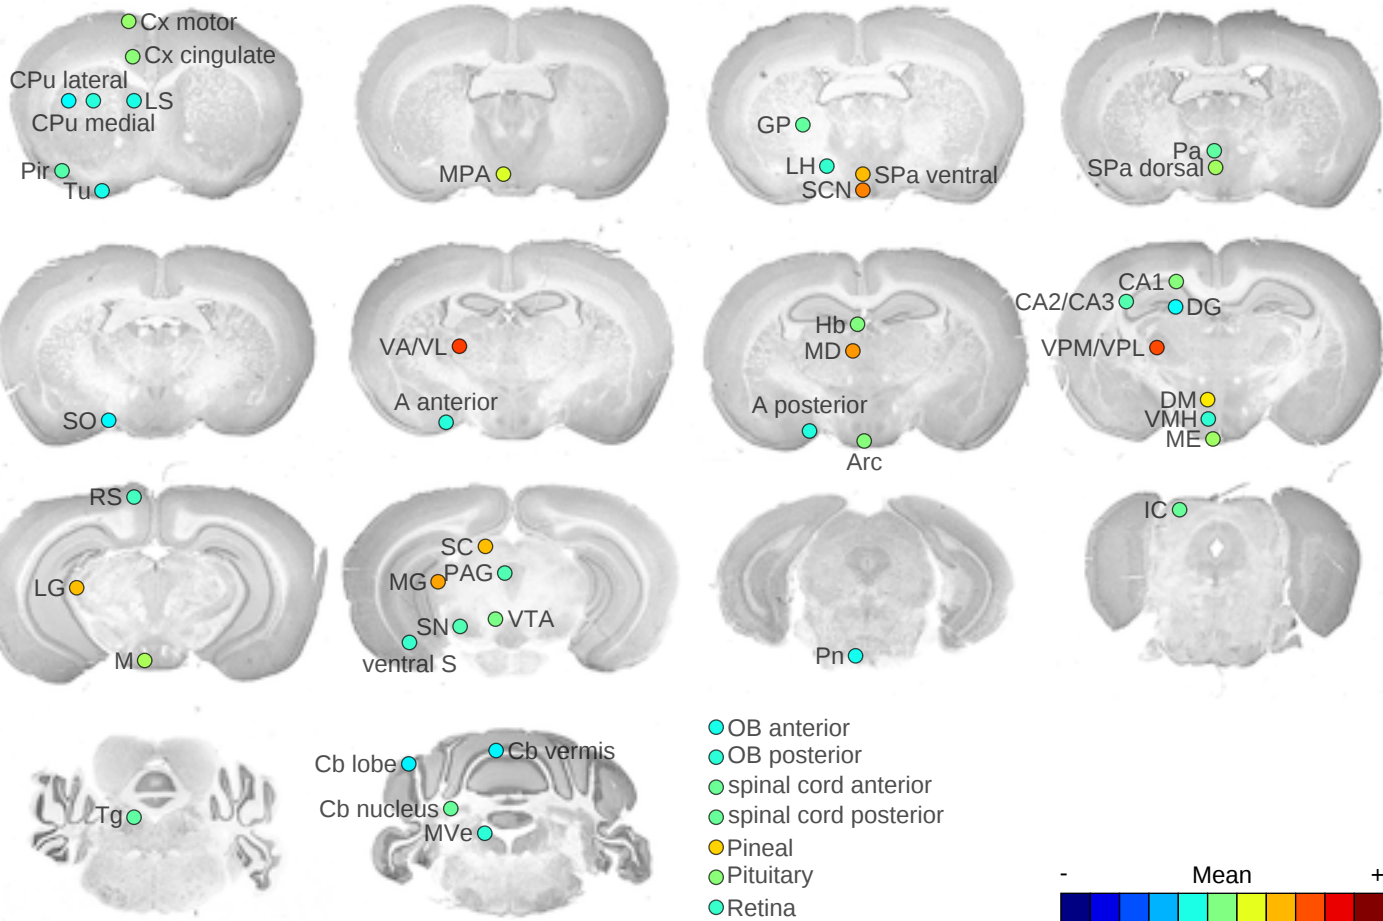 Cx motor
Cx cingulate
CPu lateral
LS
CPu medial
Pir
Tu
MPA
GP
LH
SPa ventral
SCN
Pa
SPa dorsal
SO
VA/VL
A anterior
Hb
MD
A posterior
Arc
CA1
CA2/CA3
DG
VPM/VPL
DM
VMH
ME
RS
LG
M
SC
MG
PAG
SN
VTA
ventral S
Pn
IC
Tg
Cb lobe
Cb vermis
Cb nucleus
MVe
OB anterior
OB posterior
spinal cord anterior
spinal cord posterior
Pineal
Pituitary
Retina
- Mean +